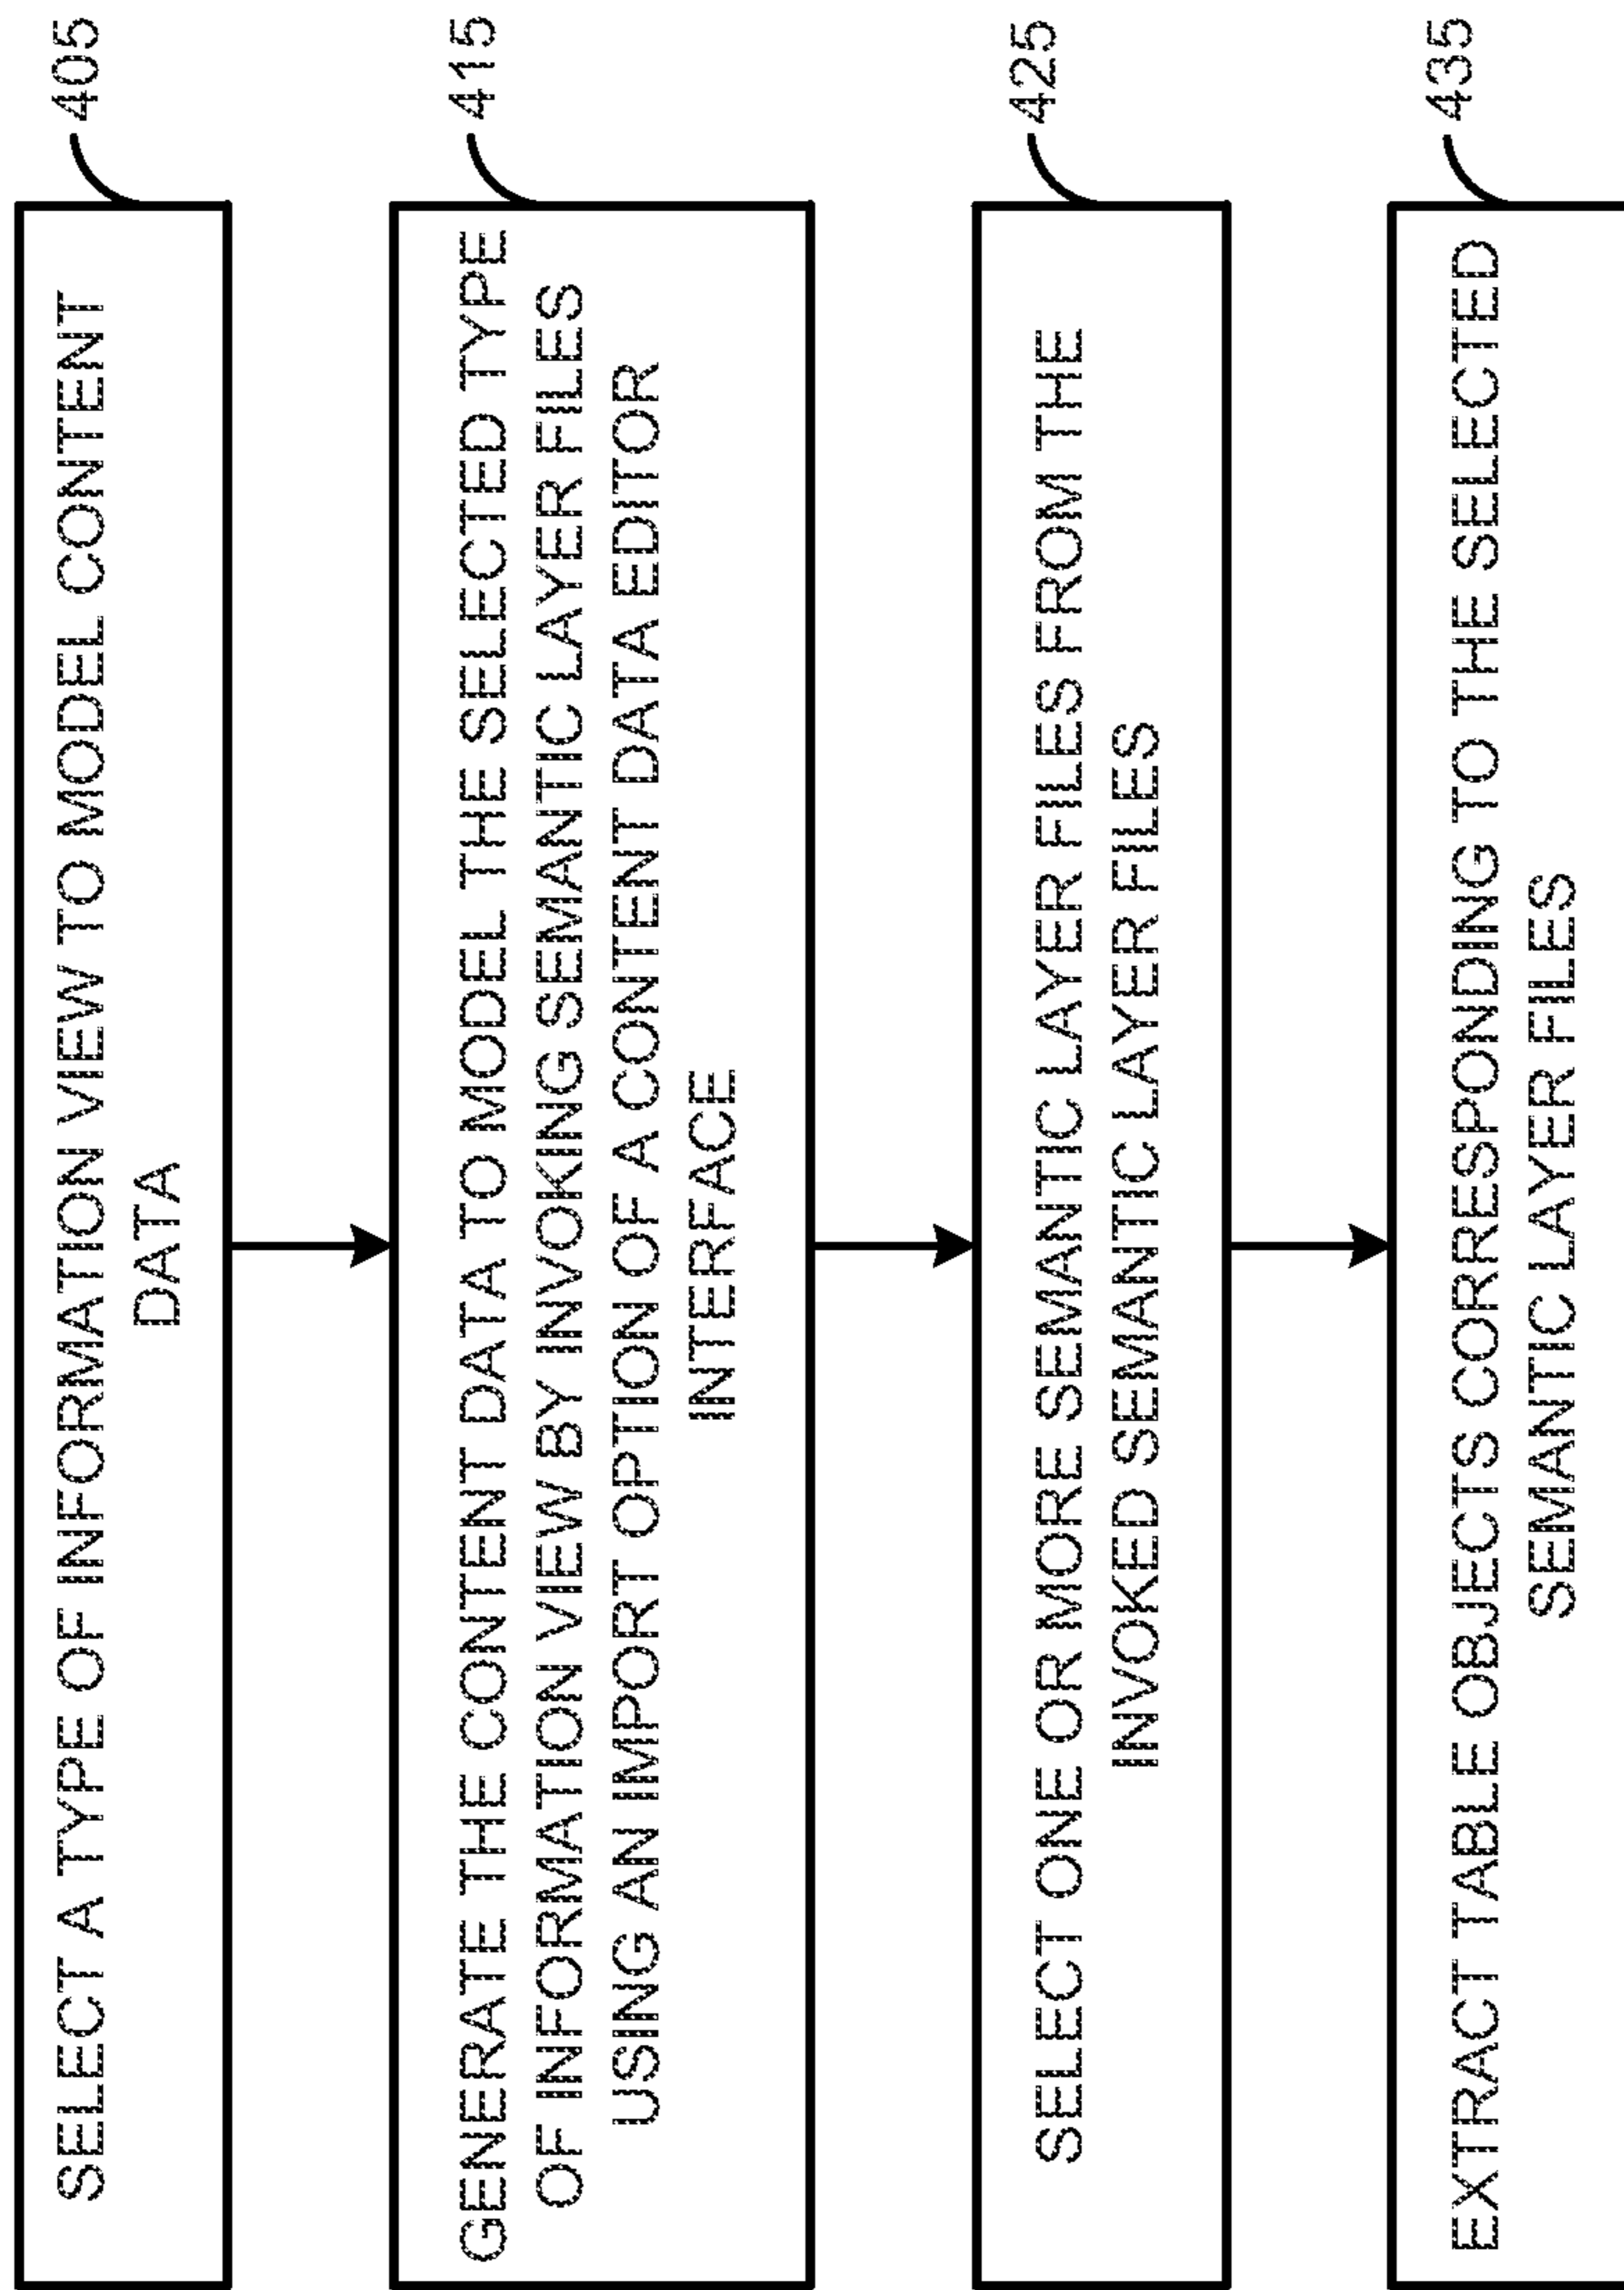 SELECT A TYPE OF INFORMATION VIEW TO MODEL CONTENT
DATA
405
GENERATE THE CONTENT DATA TO MODEL THE SELECTED TYPE
OF INFORMATION VIEW BY INVOKING SEMANTIC LAYER FILES
USING AN IMPORT OPTION OF A CONTENT DATA EDITOR
INTERFACE
415
SELECT ONE OR MORE SEMANTIC LAYER FILES FROM THE
INVOKED SEMANTIC LAYER FILES
425
EXTRACT TABLE OBJECTS CORRESPONDING TO THE SELECTED
SEMANTIC LAYER FILES
435